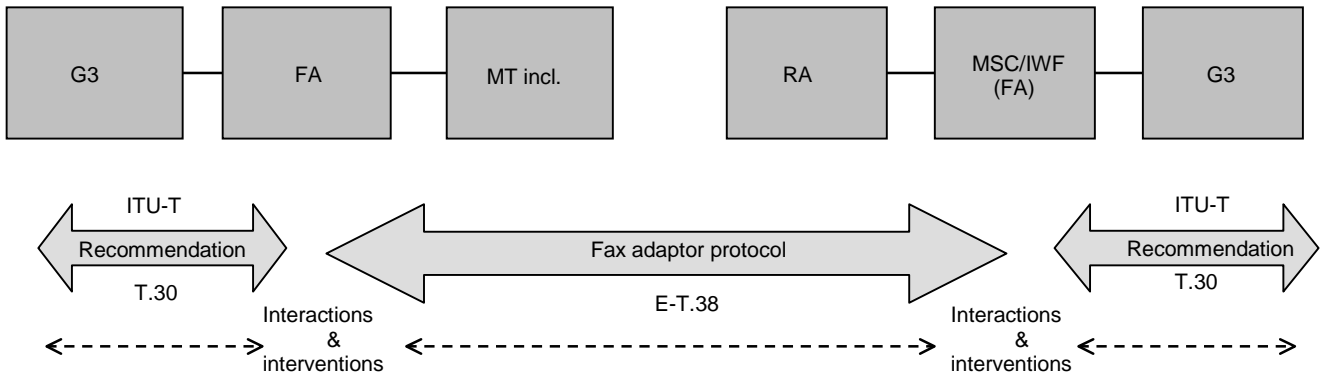 G3
FA
MT incl.
RA
MSC/IWF
(FA)
G3
ITU-T
Recommendation
T.30
Fax adaptor protocol
E-T.38
ITU-T
Recommendation
T.30
Interactions
&
interventions
Interactions
&
interventions